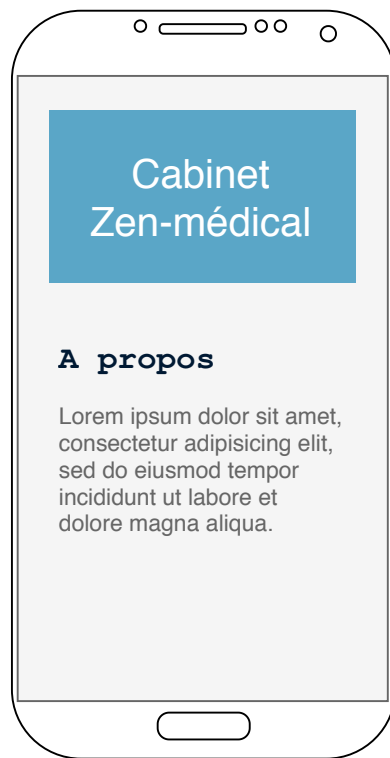 Cabinet
Zen-médical
A propos
Lorem ipsum dolor sit amet,
consectetur adipisicing elit,
sed do eiusmod tempor
incididunt ut labore et
dolore magna aliqua.